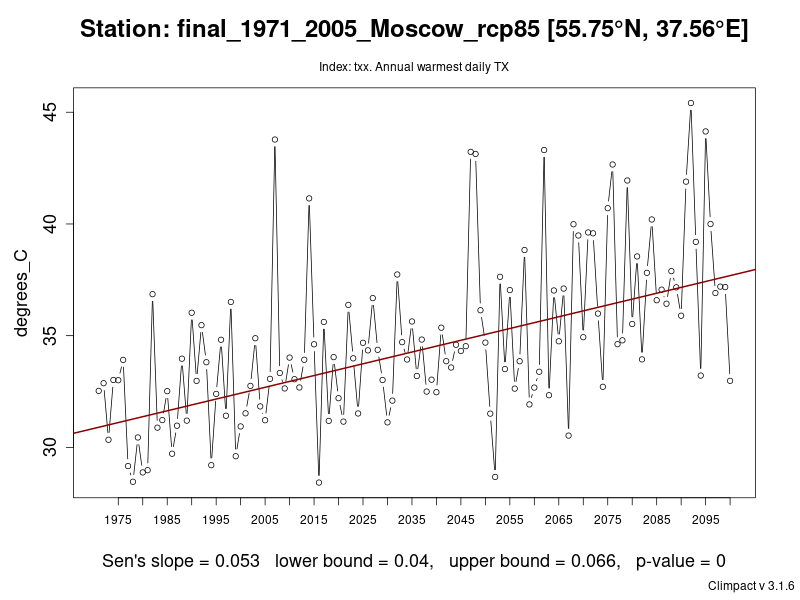 Station: final_1971_2005_Moscow_rcp85 [55.75°N, 37.56°E]
Index: txx. Annual warmest daily TX
degrees_C
45
40
35
30
1975 1985 1995 2005 2015 2025 2035 2045 2055 2065 2075 2085 2095
Sen's slope = 0.053 lower bound = 0.04, upper bound = 0.066, p-value = 0
Climpact v 3.1.6